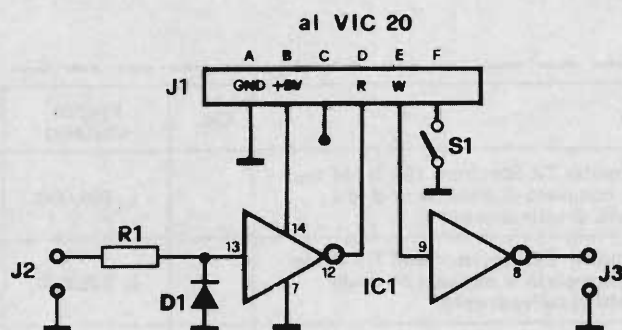 al VIC 20
A B C D E F
J1 GND +5V R W
S1
14
R1 13 12 9 8
J2 IC1 J3
D1 7